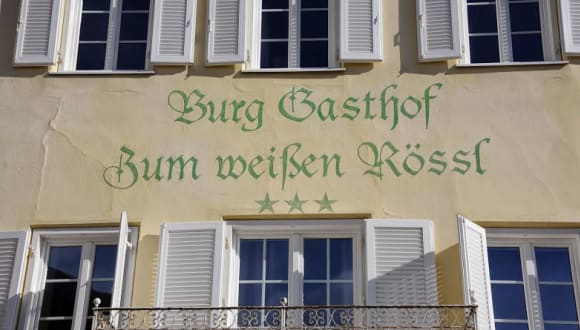 Burg Gasthof
Zum weißen Rössl